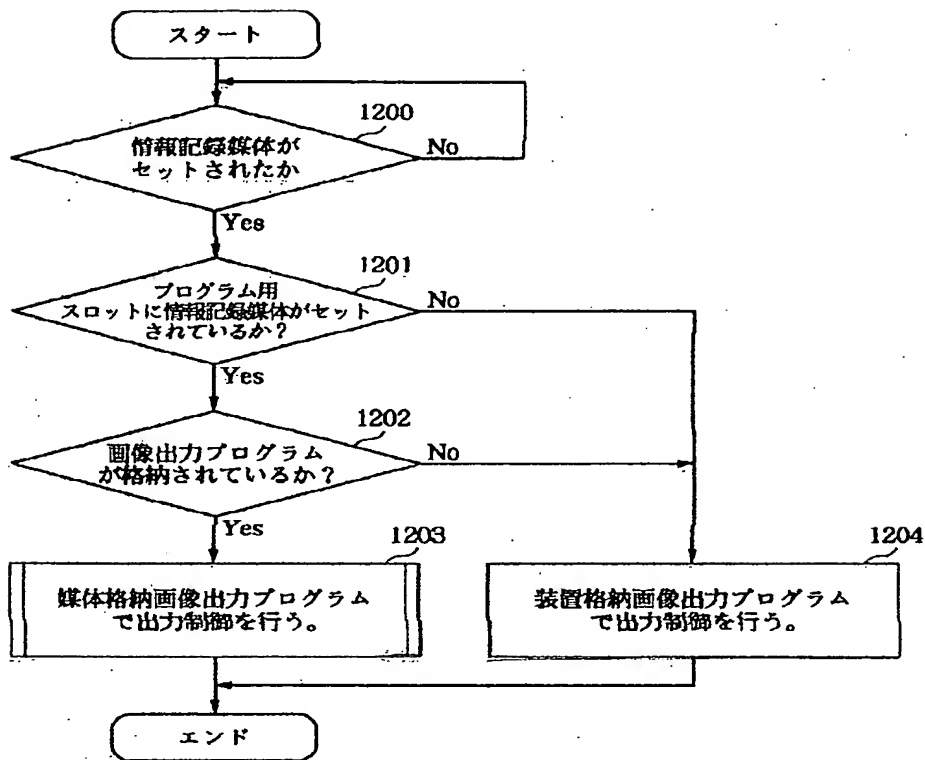 スタート
1200
情報記録媒体が
セットされたか
No
Yes
1201
プログラム用
スロットに情報記録媒体がセット
されているか？
No
Yes
1202
画像出力プログラム
が格納されているか？
No
Yes
1203
媒体格納画像出力プログラム
で出力制御を行う。
1204
装置格納画像出力プログラム
で出力制御を行う。
エンド